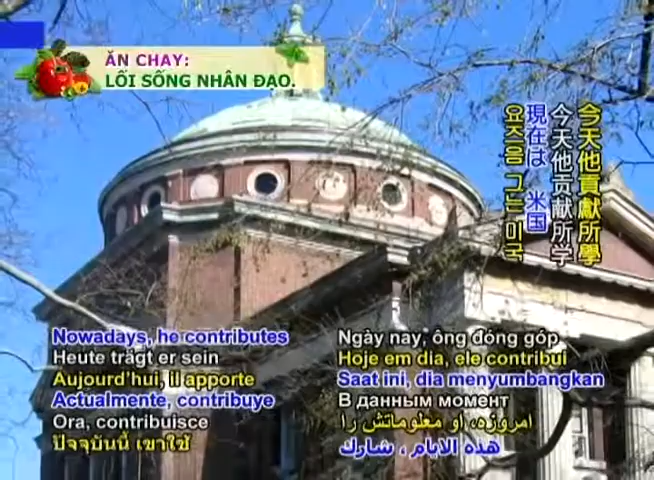 ĂN CHAY:
LỐI SỐNG NHÂN ĐẠO
今天他貢獻所學
今天他贡献所学
現在は、米国
요즈음 그는 미국
Nowadays, he contributes
Heute trägt er sein
Aujourd'hui, il apporte
Actualmente, contribuye
Ora, contribuisce
ปัจจุบันนี้ เขาใช้
Ngày nay, ông đóng góp
Hoje em dia, ele contribui
Saat ini, dia menyumbangkan
В данным момент
امروزه، او معلوماتش را
هذه الايام ، شارك